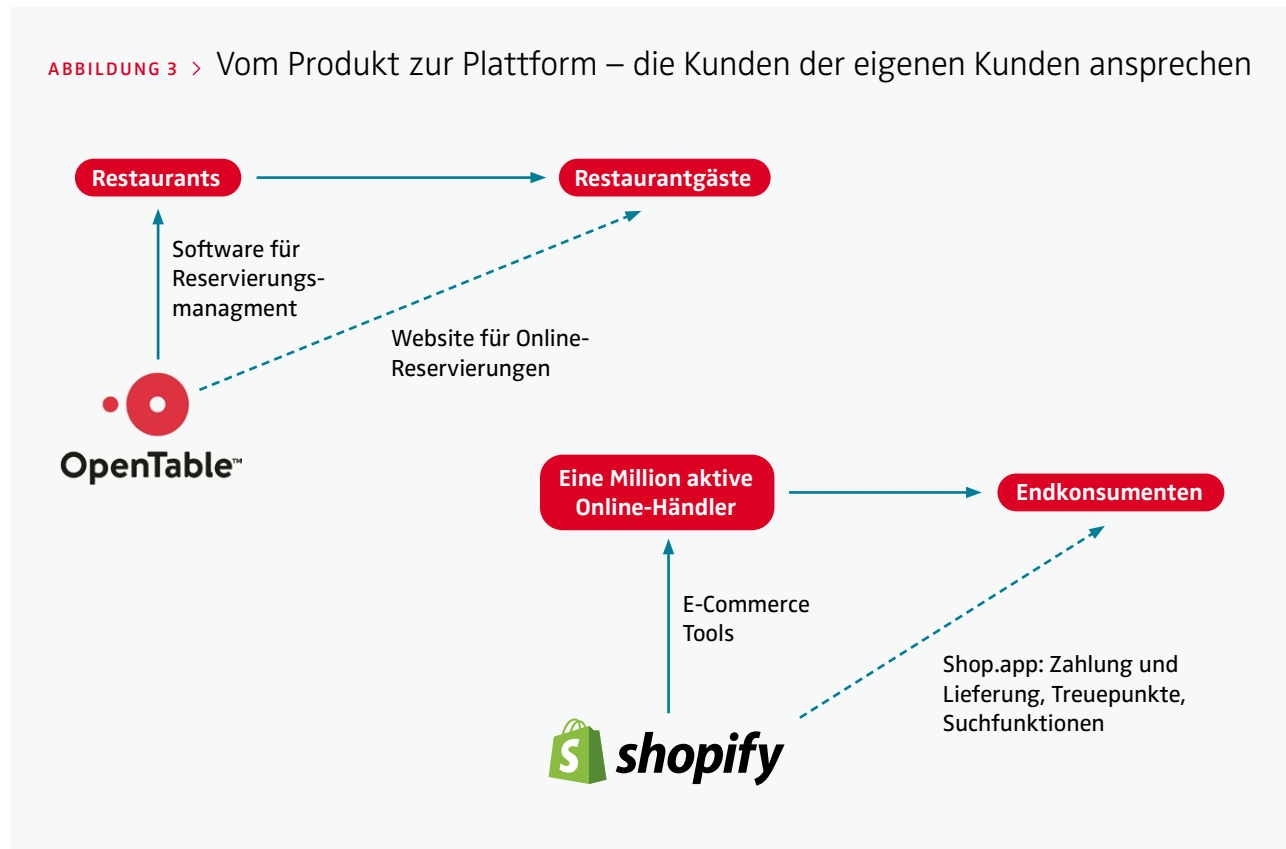 ABBILDUNG 3 > Vom Produkt zur Plattform – die Kunden der eigenen Kunden ansprechen
Restaurants
Restaurantgäste
Software für
Reservierungs-
managment
Website für Online-
Reservierungen
OpenTable™
Eine Million aktive
Online-Händler
Endkonsumenten
E-Commerce
Tools
Shop.app: Zahlung und
Lieferung, Treuepunkte,
Suchfunktionen
S shopify